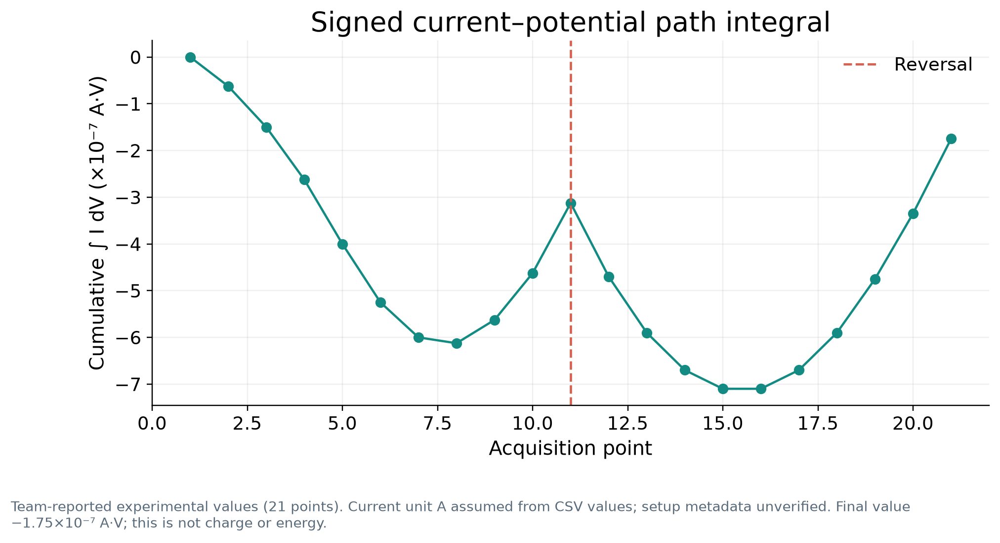 Signed current–potential path integral
Reversal
Cumulative ∫ I dV (×10⁻⁷ A·V)
0
−1
−2
−3
−4
−5
−6
−7
0.0
2.5
5.0
7.5
10.0
12.5
15.0
17.5
20.0
Acquisition point
Team-reported experimental values (21 points). Current unit A assumed from CSV values; setup metadata unverified. Final value
−1.75×10⁻⁷ A·V; this is not charge or energy.